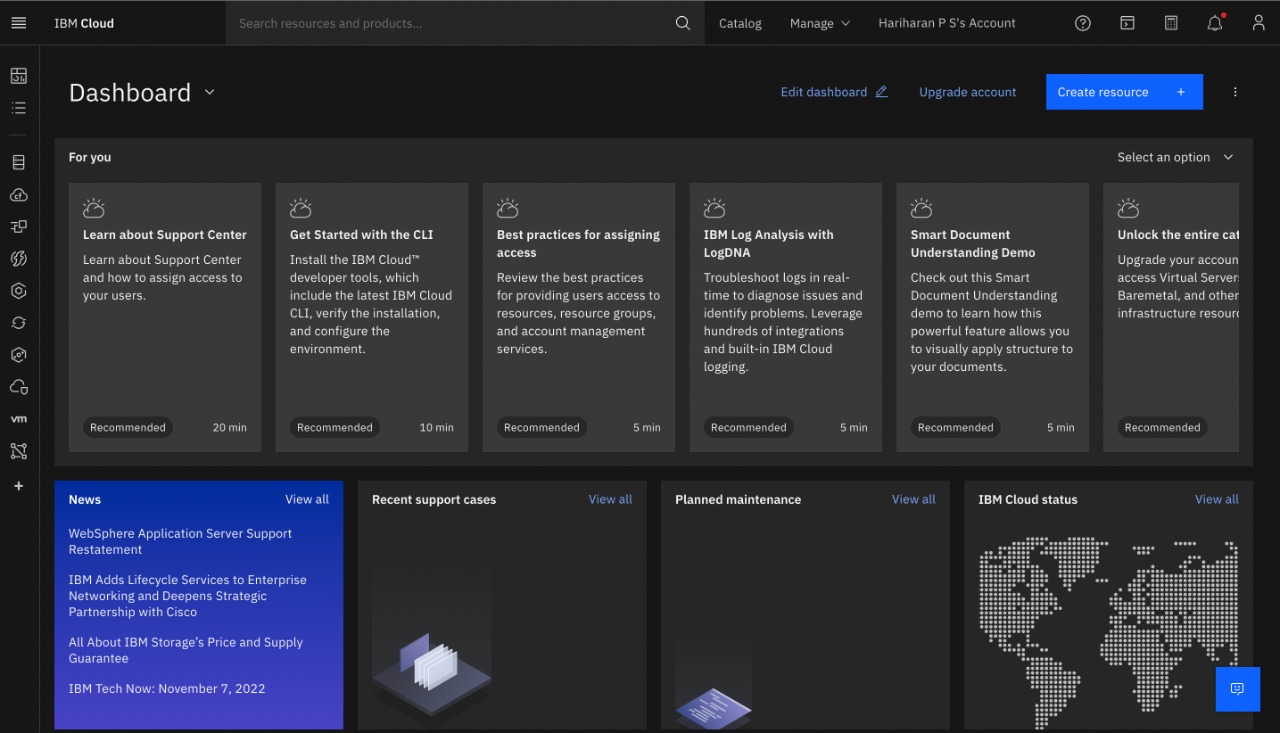 IBM Cloud
Search resources and products...
Catalog
Manage
Hariharan P S's Account
Dashboard
Edit dashboard
Upgrade account
Create resource +
For you
Select an option
Learn about Support Center
Learn about Support Center
and how to assign access to
your users.
Recommended
20 min
Get Started with the CLI
Install the IBM Cloud™
developer tools, which
include the latest IBM Cloud
CLI, verify the installation,
and configure the
environment.
Recommended
10 min
Best practices for assigning
access
Review the best practices
for providing users access to
resources, resource groups,
and account management
services.
Recommended
5 min
IBM Log Analysis with
LogDNA
Troubleshoot logs in real-
time to diagnose issues and
identify problems. Leverage
hundreds of integrations
and built-in IBM Cloud
logging.
Recommended
5 min
Smart Document
Understanding Demo
Check out this Smart
Document Understanding
demo to learn how this
powerful feature allows you
to visually apply structure to
your documents.
Recommended
5 min
Unlock the entire cat
Upgrade your accoun
access Virtual Server
Baremetal, and other
infrastructure resour
Recommended
vm
News
View all
WebSphere Application Server Support
Restatement
IBM Adds Lifecycle Services to Enterprise
Networking and Deepens Strategic
Partnership with Cisco
All About IBM Storage's Price and Supply
Guarantee
IBM Tech Now: November 7, 2022
Recent support cases
View all
Planned maintenance
View all
IBM Cloud status
View all